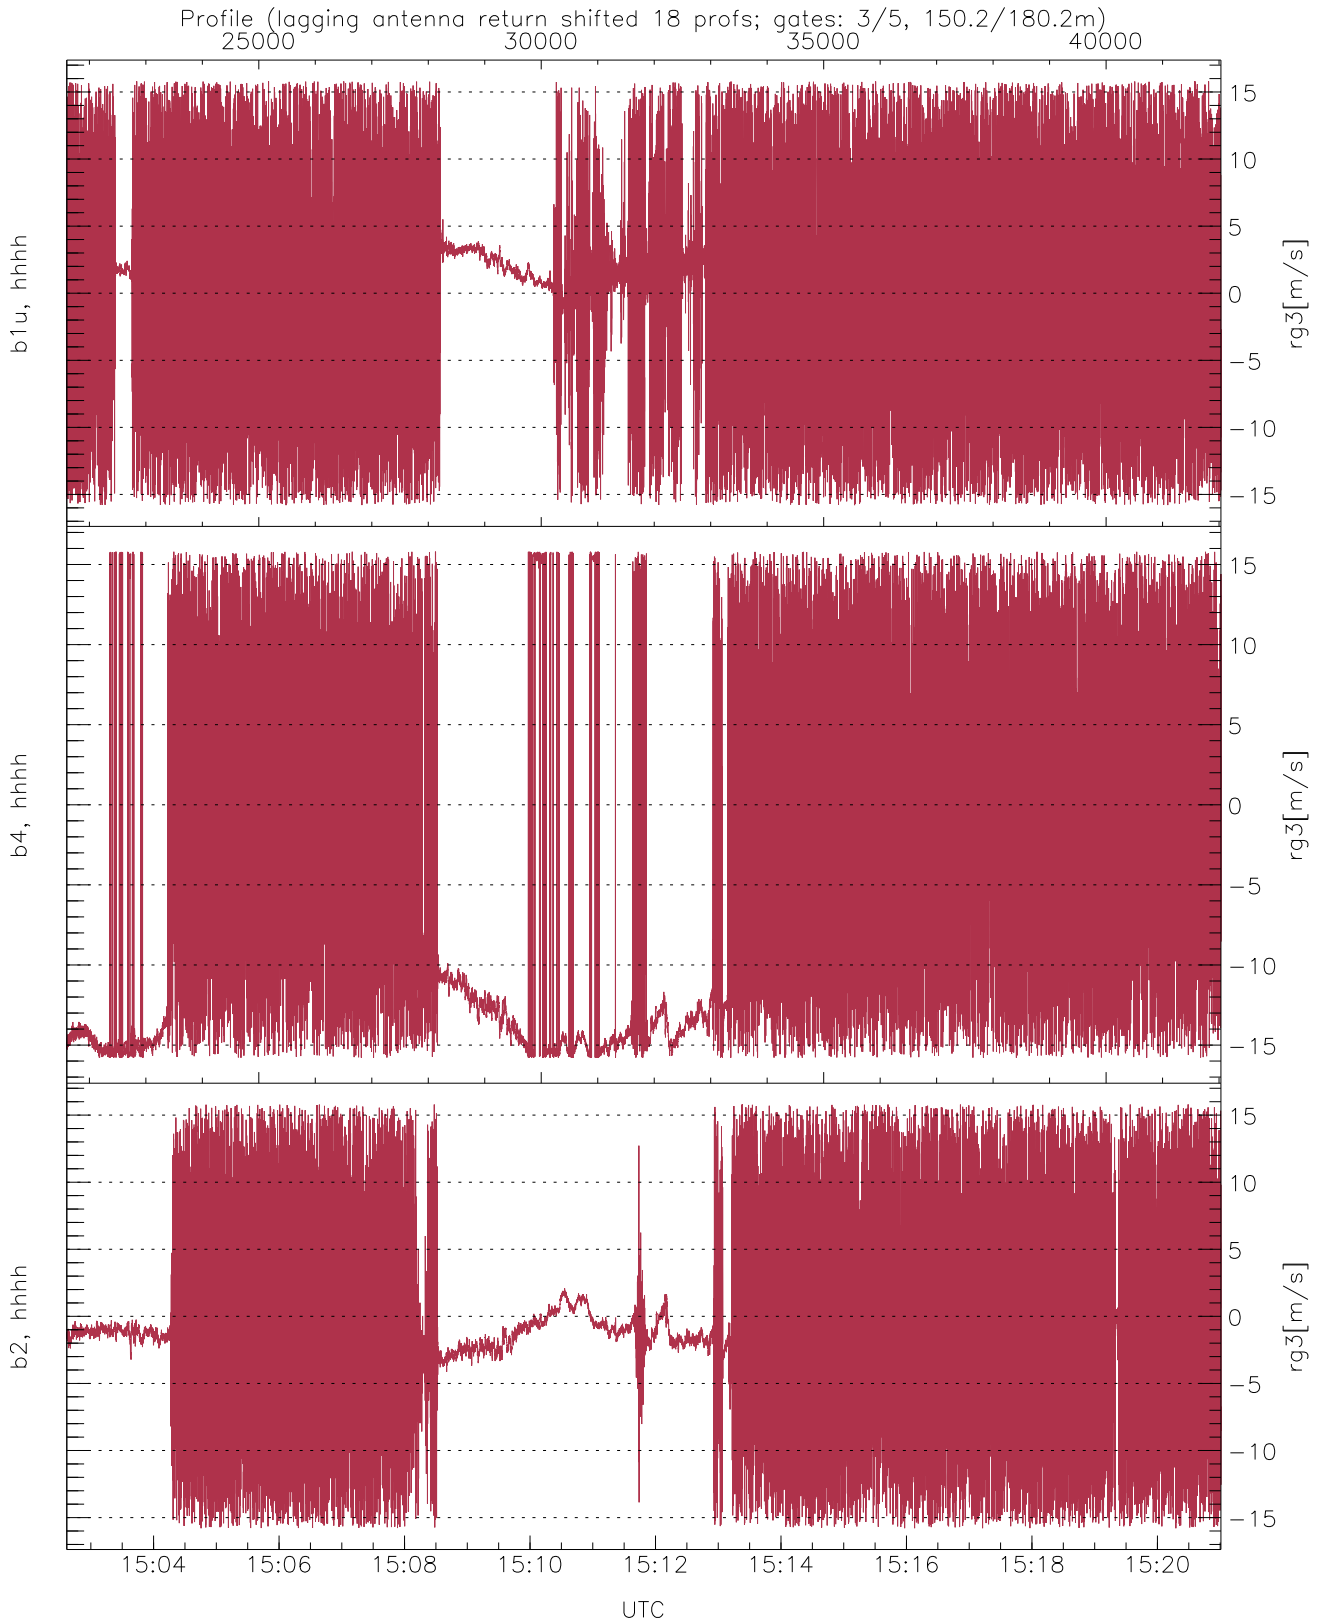 Profile (lagging antenna return shifted 18 profs; gates: 3/5, 150.2/180.2m)
25000 30000 35000 40000
b1u, hhhh
15
10
5
0
−5
−10
−15
rg3[m/s]
b4, hhhh
15
10
5
0
−5
−10
−15
rg3[m/s]
b2, hhhh
15
10
5
0
−5
−10
−15
rg3[m/s]
15:04 15:06 15:08 15:10 15:12 15:14 15:16 15:18 15:20
UTC